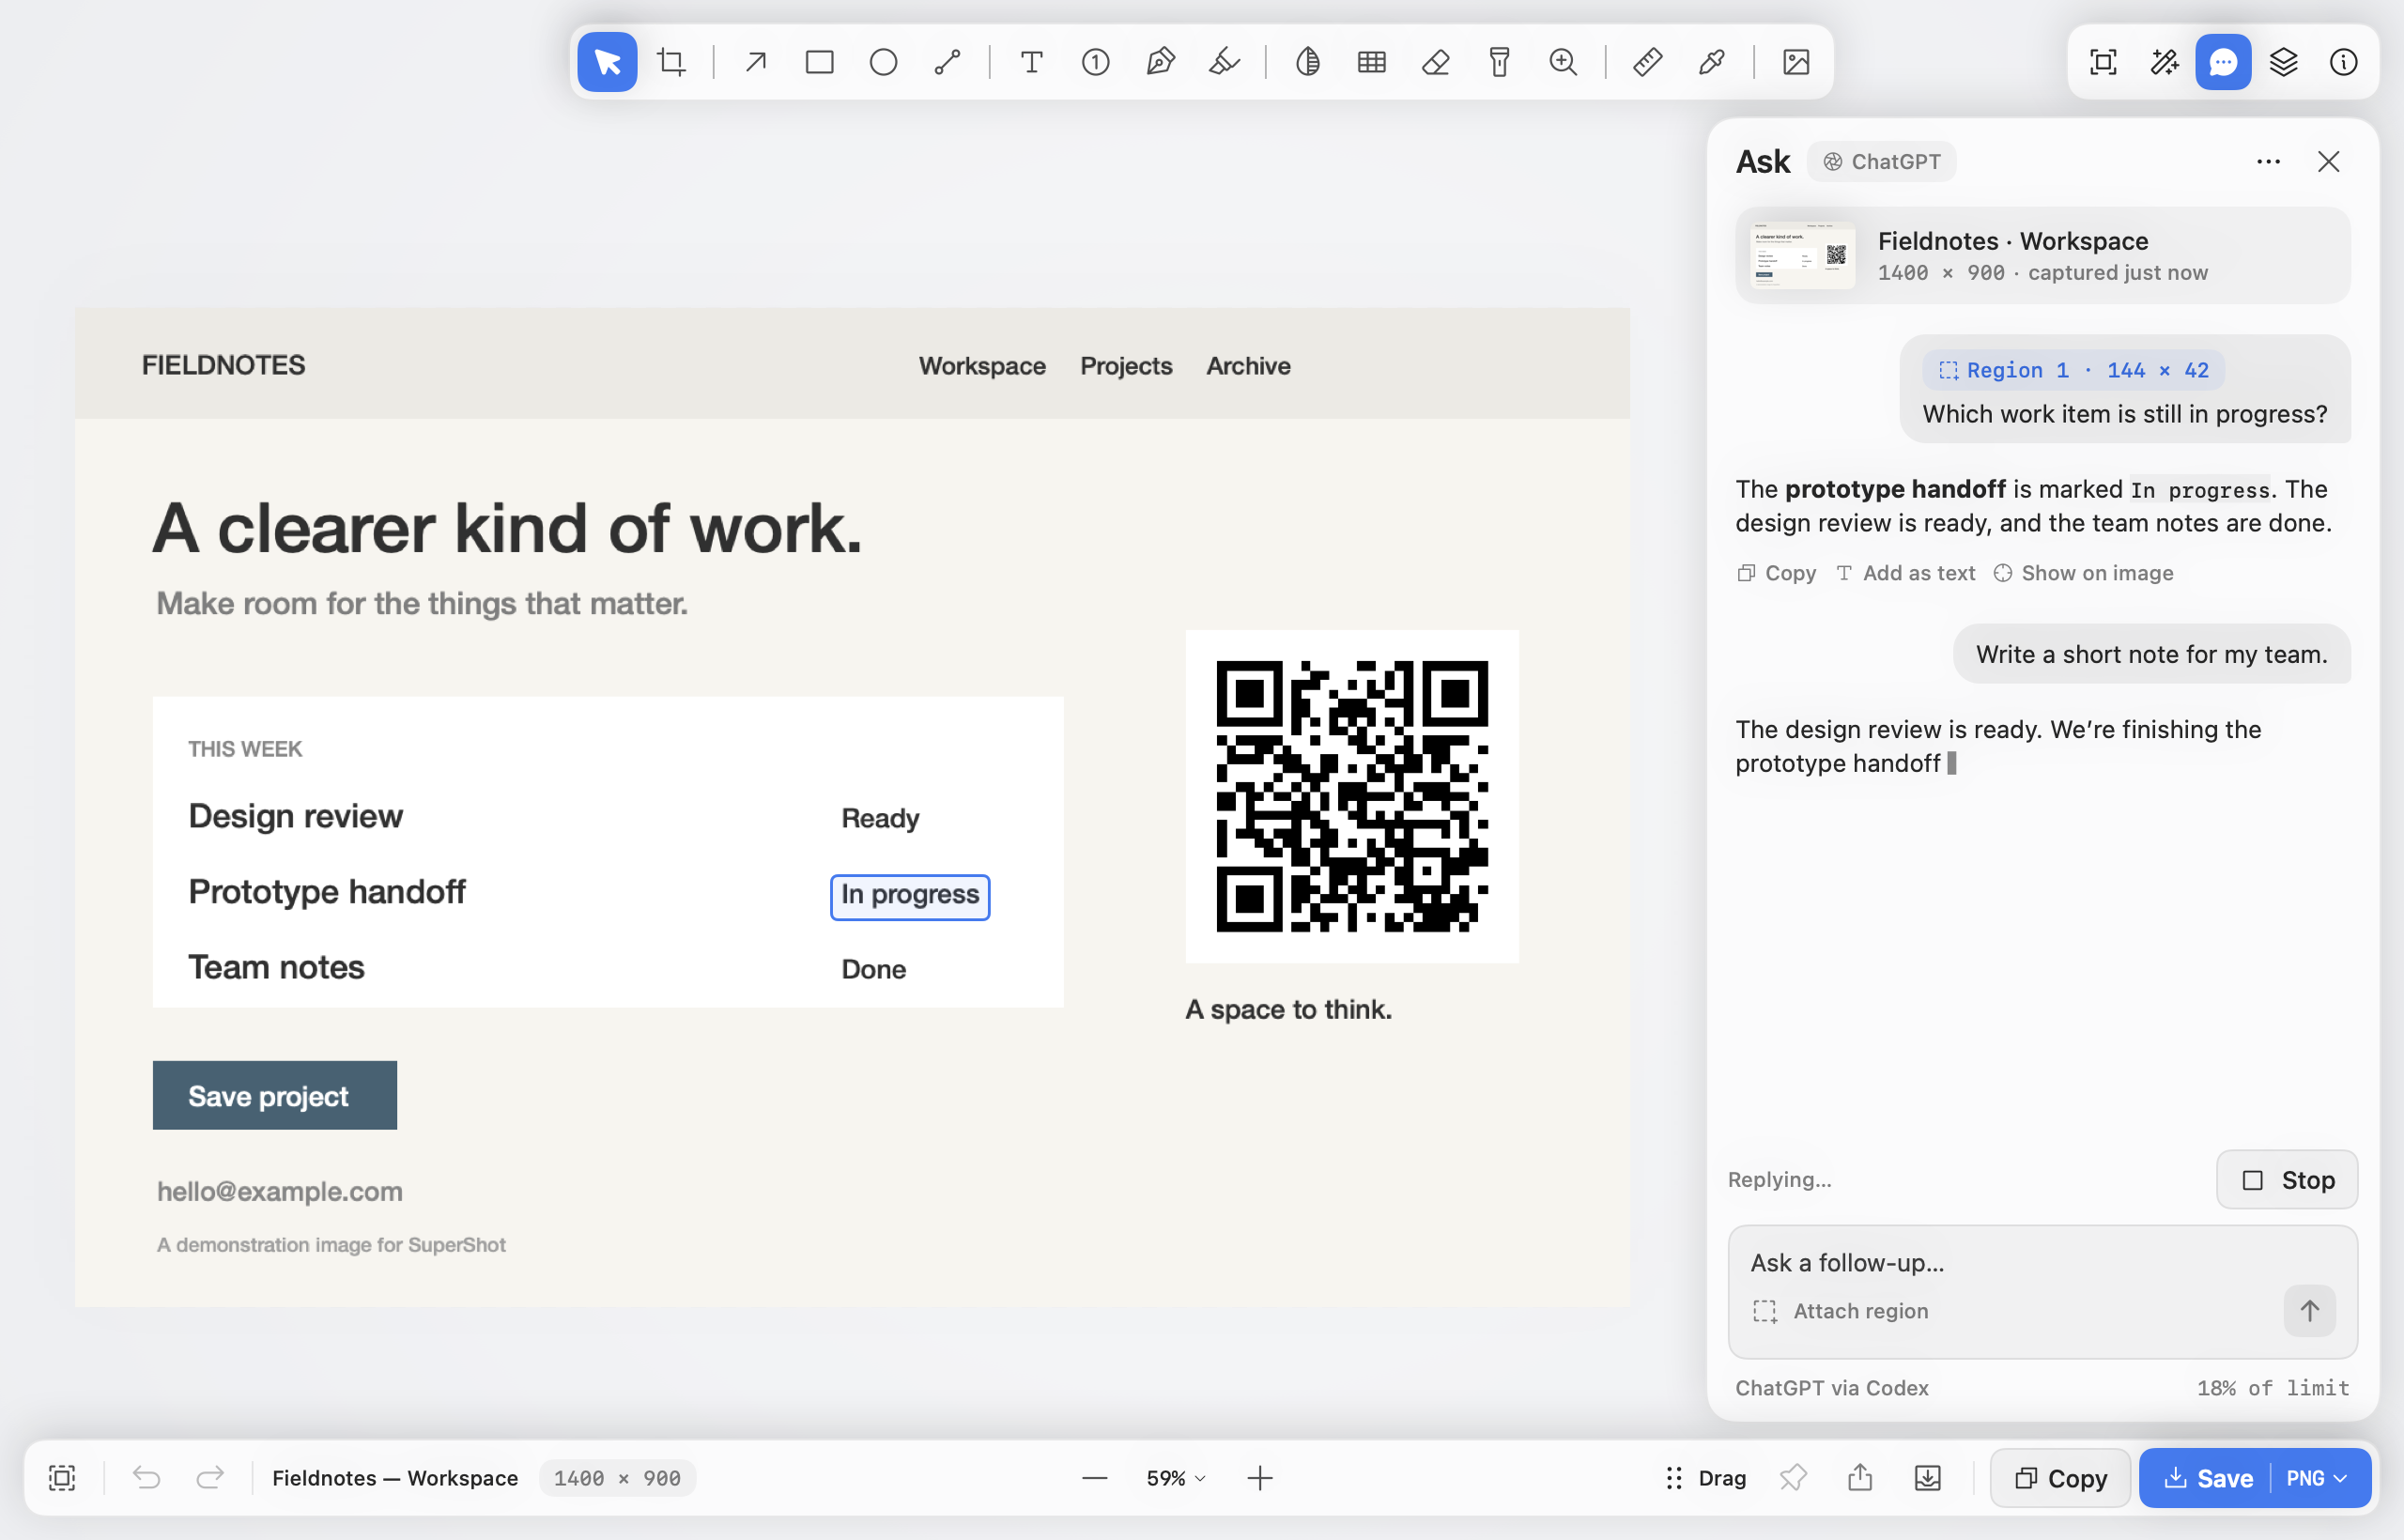 Ask
ChatGPT
Fieldnotes · Workspace
1400 × 900 · captured just now
FIELDNOTES
Workspace Projects Archive
Region 1 · 144 × 42
Which work item is still in progress?
A clearer kind of work.
Make room for the things that matter.
The prototype handoff is marked In progress. The
design review is ready, and the team notes are done.
Copy Add as text Show on image
Write a short note for my team.
The design review is ready. We’re finishing the
prototype handoff
THIS WEEK
Design review Ready
Prototype handoff In progress
Team notes Done
A space to think.
Save project
hello@example.com
A demonstration image for SuperShot
Replying...
Stop
Ask a follow-up...
Attach region
ChatGPT via Codex 18% of limit
Fieldnotes — Workspace 1400 × 900
59%
Drag
Copy
Save PNG